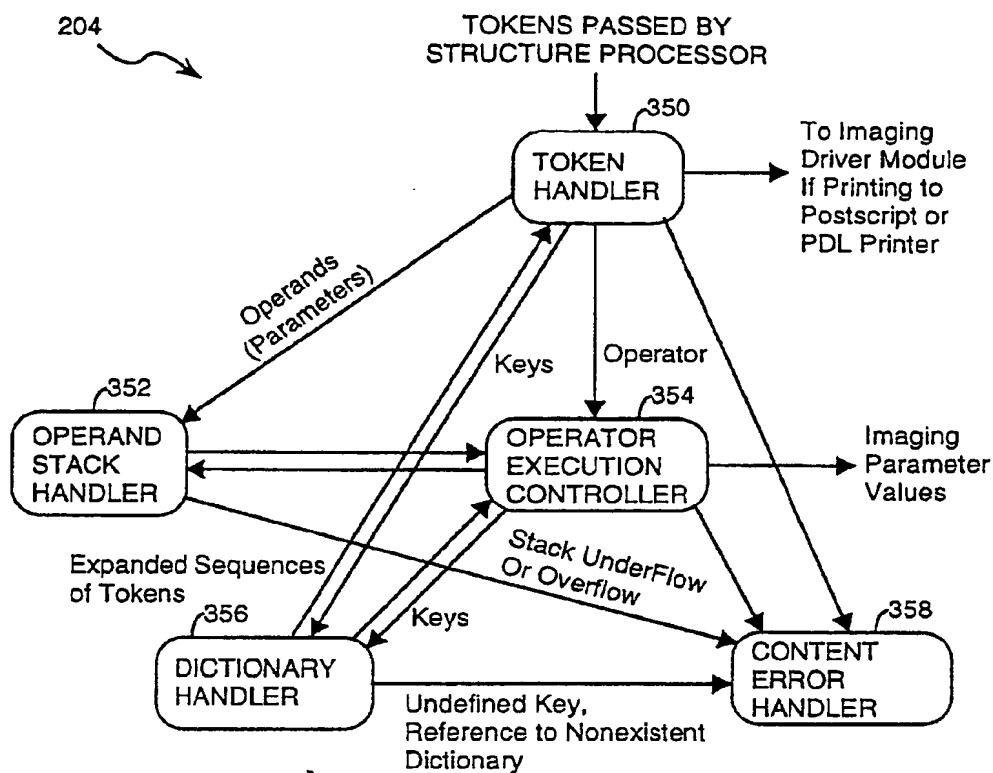 204
TOKENS PASSED BY
STRUCTURE PROCESSOR
350
TOKEN
HANDLER
To Imaging
Driver Module
If Printing to
Postscript or
PDL Printer
Operands
(Parameters)
Keys
Operator
352
OPERAND
STACK
HANDLER
354
OPERATOR
EXECUTION
CONTROLLER
Imaging
Parameter
Values
Stack UnderFlow
Or Overflow
Expanded Sequences
of Tokens
Keys
356
DICTIONARY
HANDLER
358
CONTENT
ERROR
HANDLER
Undefined Key,
Reference to Nonexistent
Dictionary